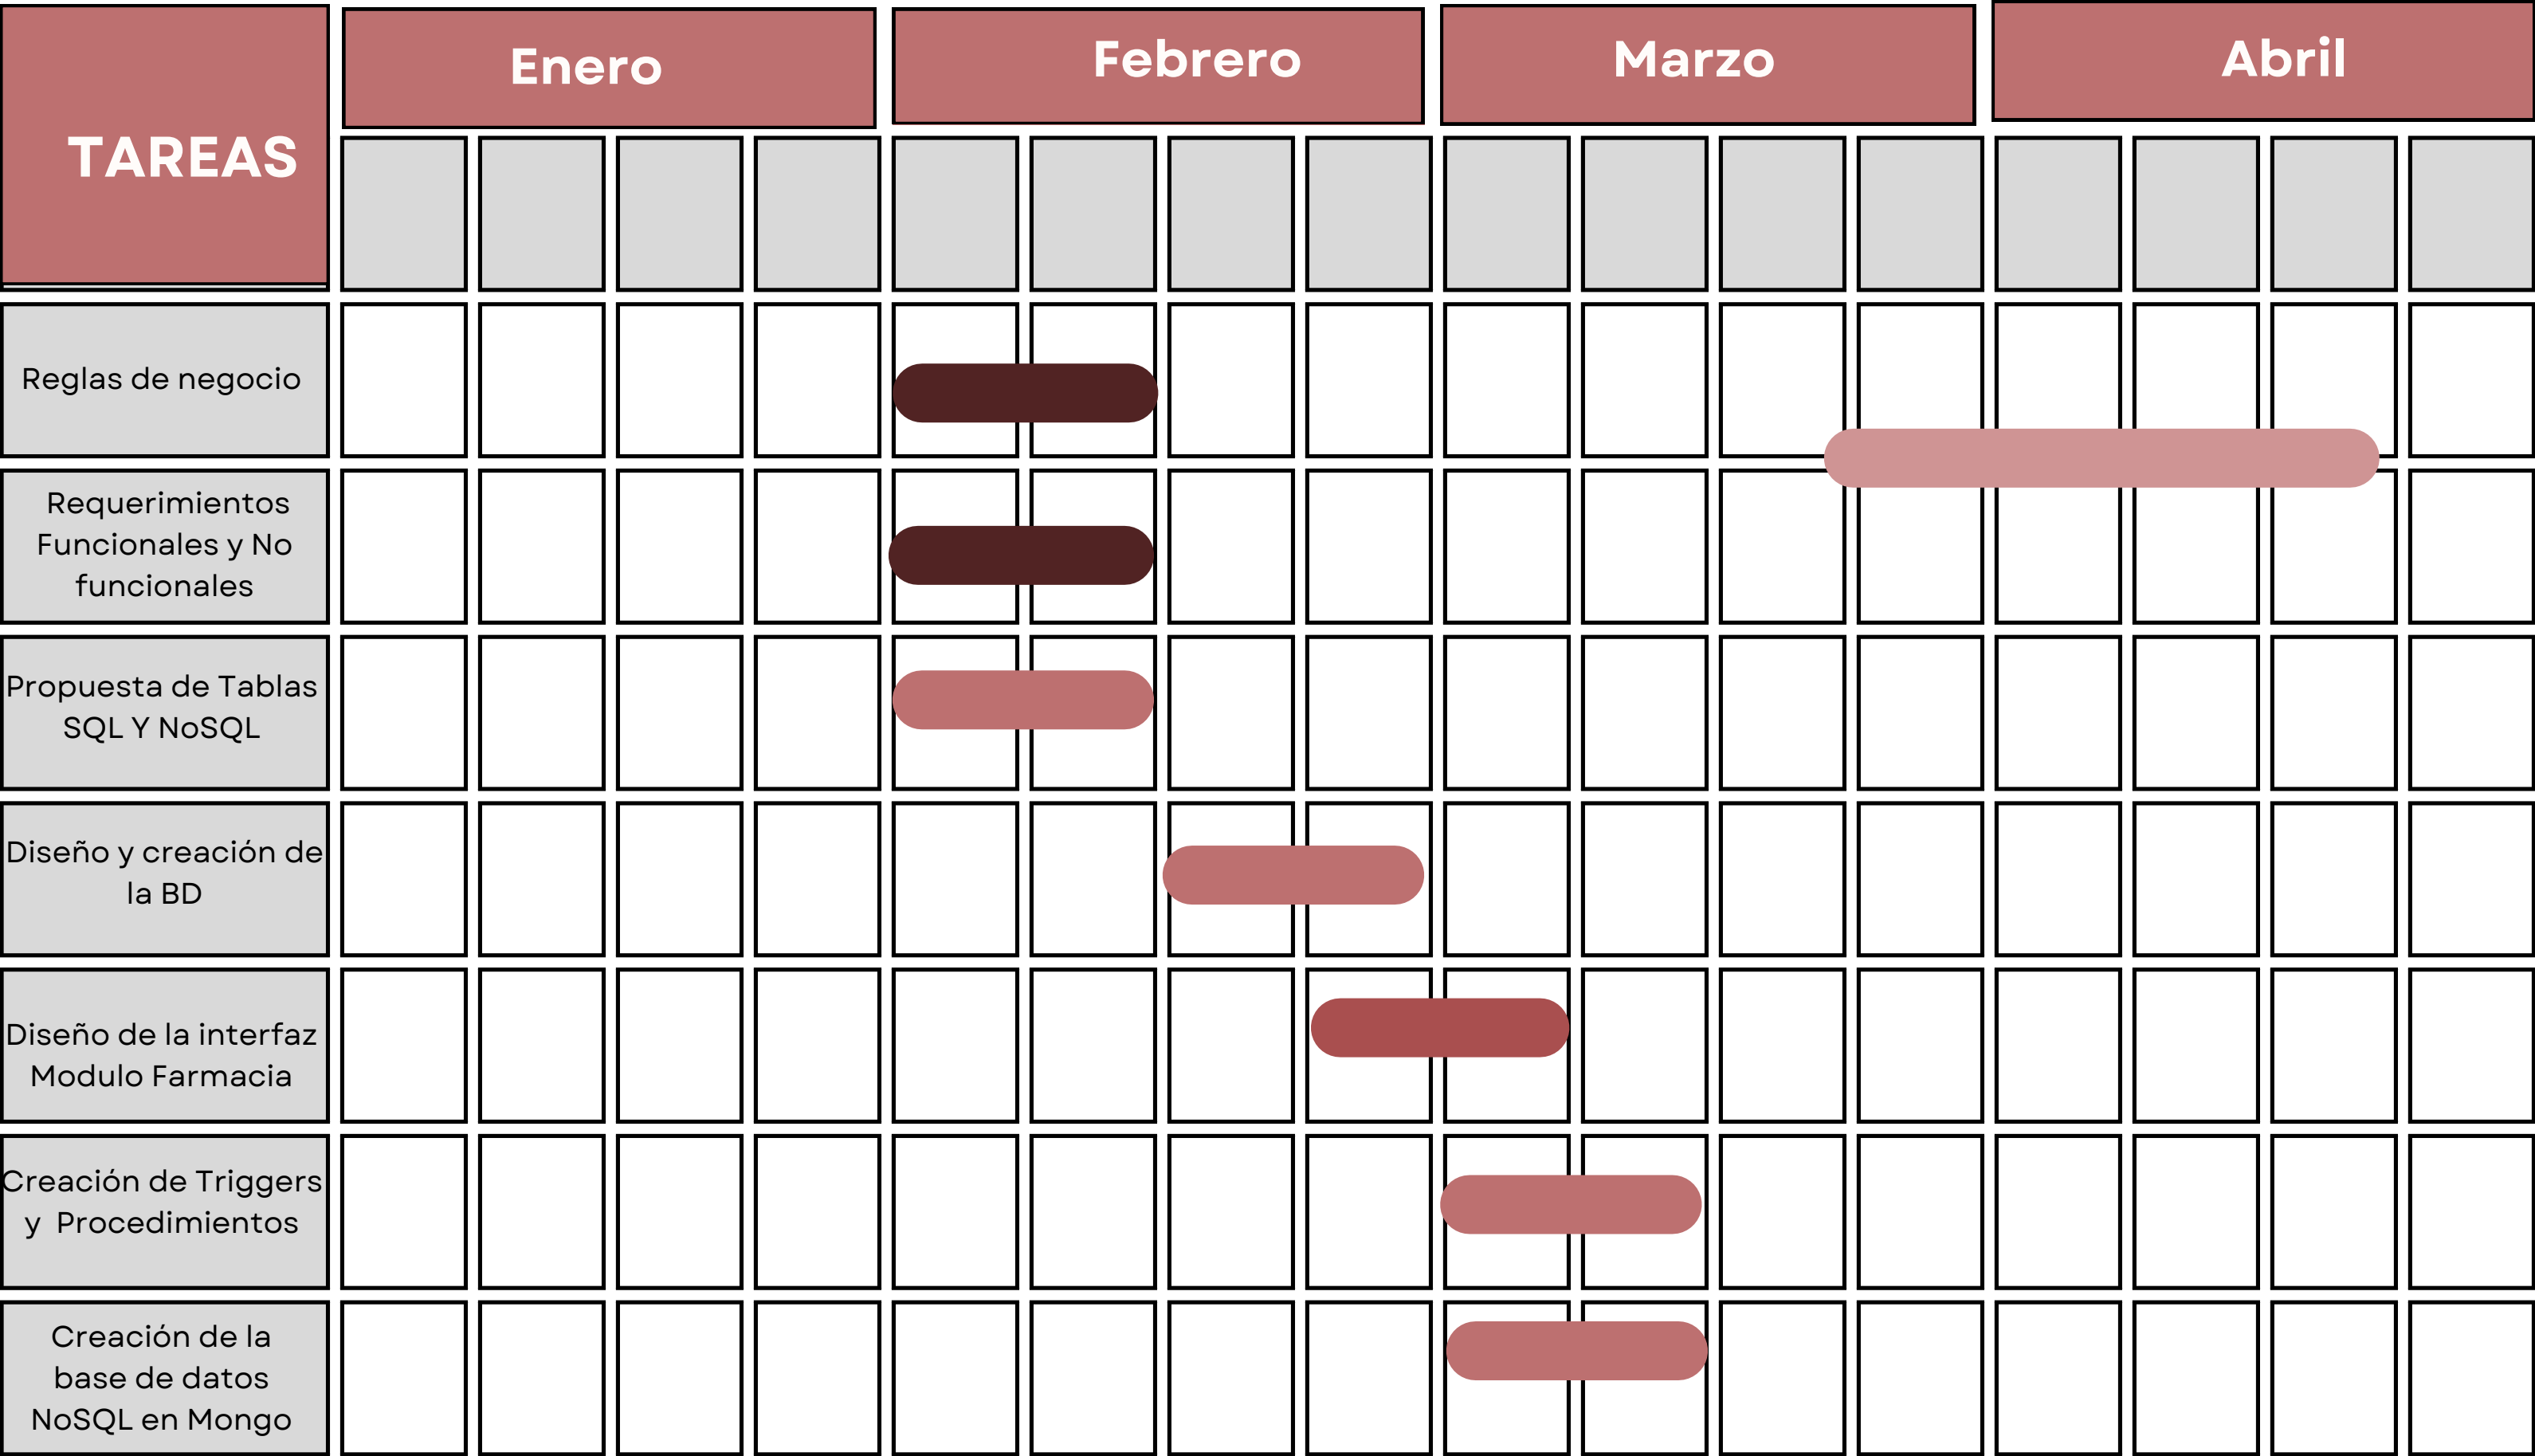 TAREAS
Enero
Febrero
Marzo
Abril
Reglas de negocio
Requerimientos
Funcionales y No
funcionales
Propuesta de Tablas
SQL Y NoSQL
Diseño y creación de
la BD
Diseño de la interfaz
Modulo Farmacia
Creación de Triggers
y Procedimientos
Creación de la
base de datos
NoSQL en Mongo